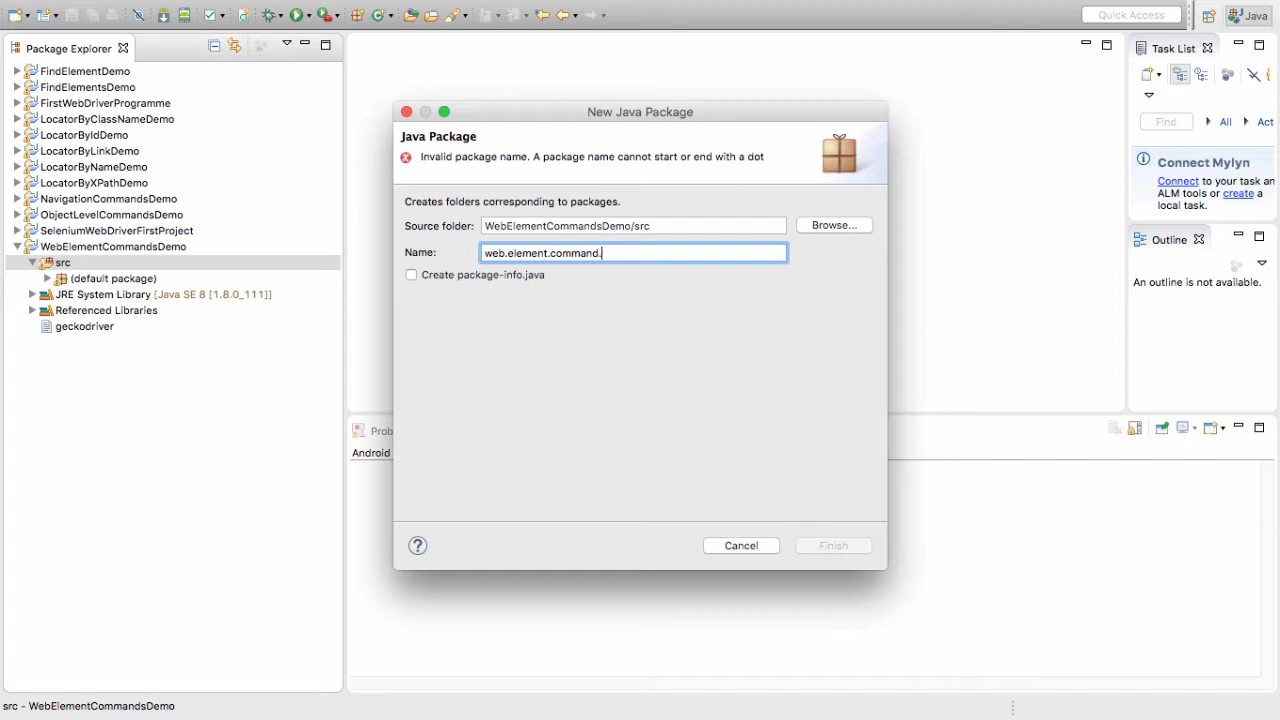 Quick Access
Java
Package Explorer
FindElementDemo
FindElementsDemo
FirstWebDriverProgramme
LocatorByClassNameDemo
LocatorByIdDemo
LocatorByLinkDemo
LocatorByNameDemo
LocatorByXPathDemo
NavigationCommandsDemo
ObjectLevelCommandsDemo
SeleniumWebDriverFirstProject
WebElementCommandsDemo
src
(default package)
JRE System Library [Java SE 8 [1.8.0_111]]
Referenced Libraries
geckodriver
New Java Package
Java Package
Invalid package name. A package name cannot start or end with a dot
Creates folders corresponding to packages.
Source folder: WebElementCommandsDemo/src Browse...
Name: web.element.command.
Create package-info.java
? Cancel Finish
Prob
Android
Task List
Find All Act
Connect Mylyn
Connect to your task an
ALM tools or create a
local task.
Outline
An outline is not available.
src - WebElementCommandsDemo